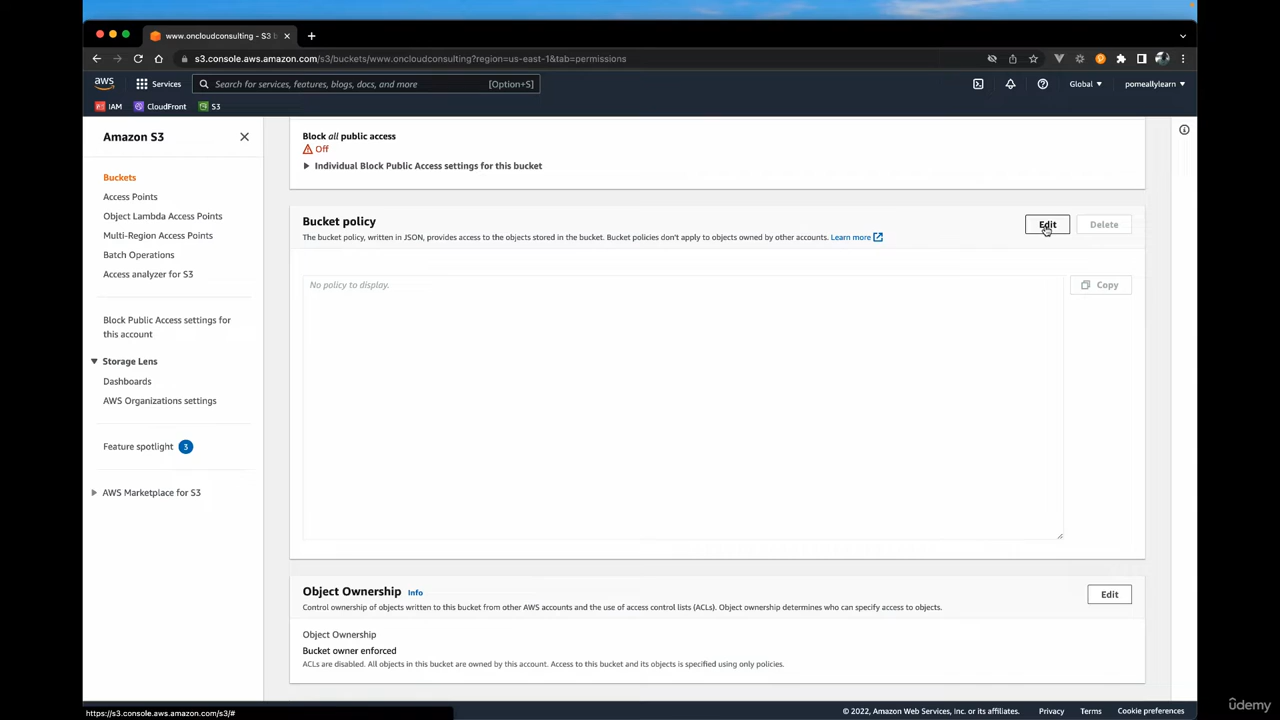 www.oncloudconsulting - S3 b
s3.console.aws.amazon.com/s3/buckets/www.oncloudconsulting?region=us-east-1&tab=permissions
aws
Services
Search for services, features, blogs, docs, and more
[Option+S]
Global
pomeallylearn
IAM
CloudFront
S3
Amazon S3
Buckets
Access Points
Object Lambda Access Points
Multi-Region Access Points
Batch Operations
Access analyzer for S3
Block Public Access settings for
this account
Storage Lens
Dashboards
AWS Organizations settings
Feature spotlight 3
AWS Marketplace for S3
Block all public access
Off
Individual Block Public Access settings for this bucket
Bucket policy
Edit
Delete
The bucket policy, written in JSON, provides access to the objects stored in the bucket. Bucket policies don't apply to objects owned by other accounts. Learn more
No policy to display.
Copy
Object Ownership Info
Edit
Control ownership of objects written to this bucket from other AWS accounts and the use of access control lists (ACLs). Object ownership determines who can specify access to objects.
Object Ownership
Bucket owner enforced
ACLs are disabled. All objects in this bucket are owned by this account. Access to this bucket and its objects is specified using only policies.
https://s3.console.aws.amazon.com/s3/#
© 2022, Amazon Web Services, Inc. or its affiliates.
Privacy
Terms
Cookie preferences
udemy